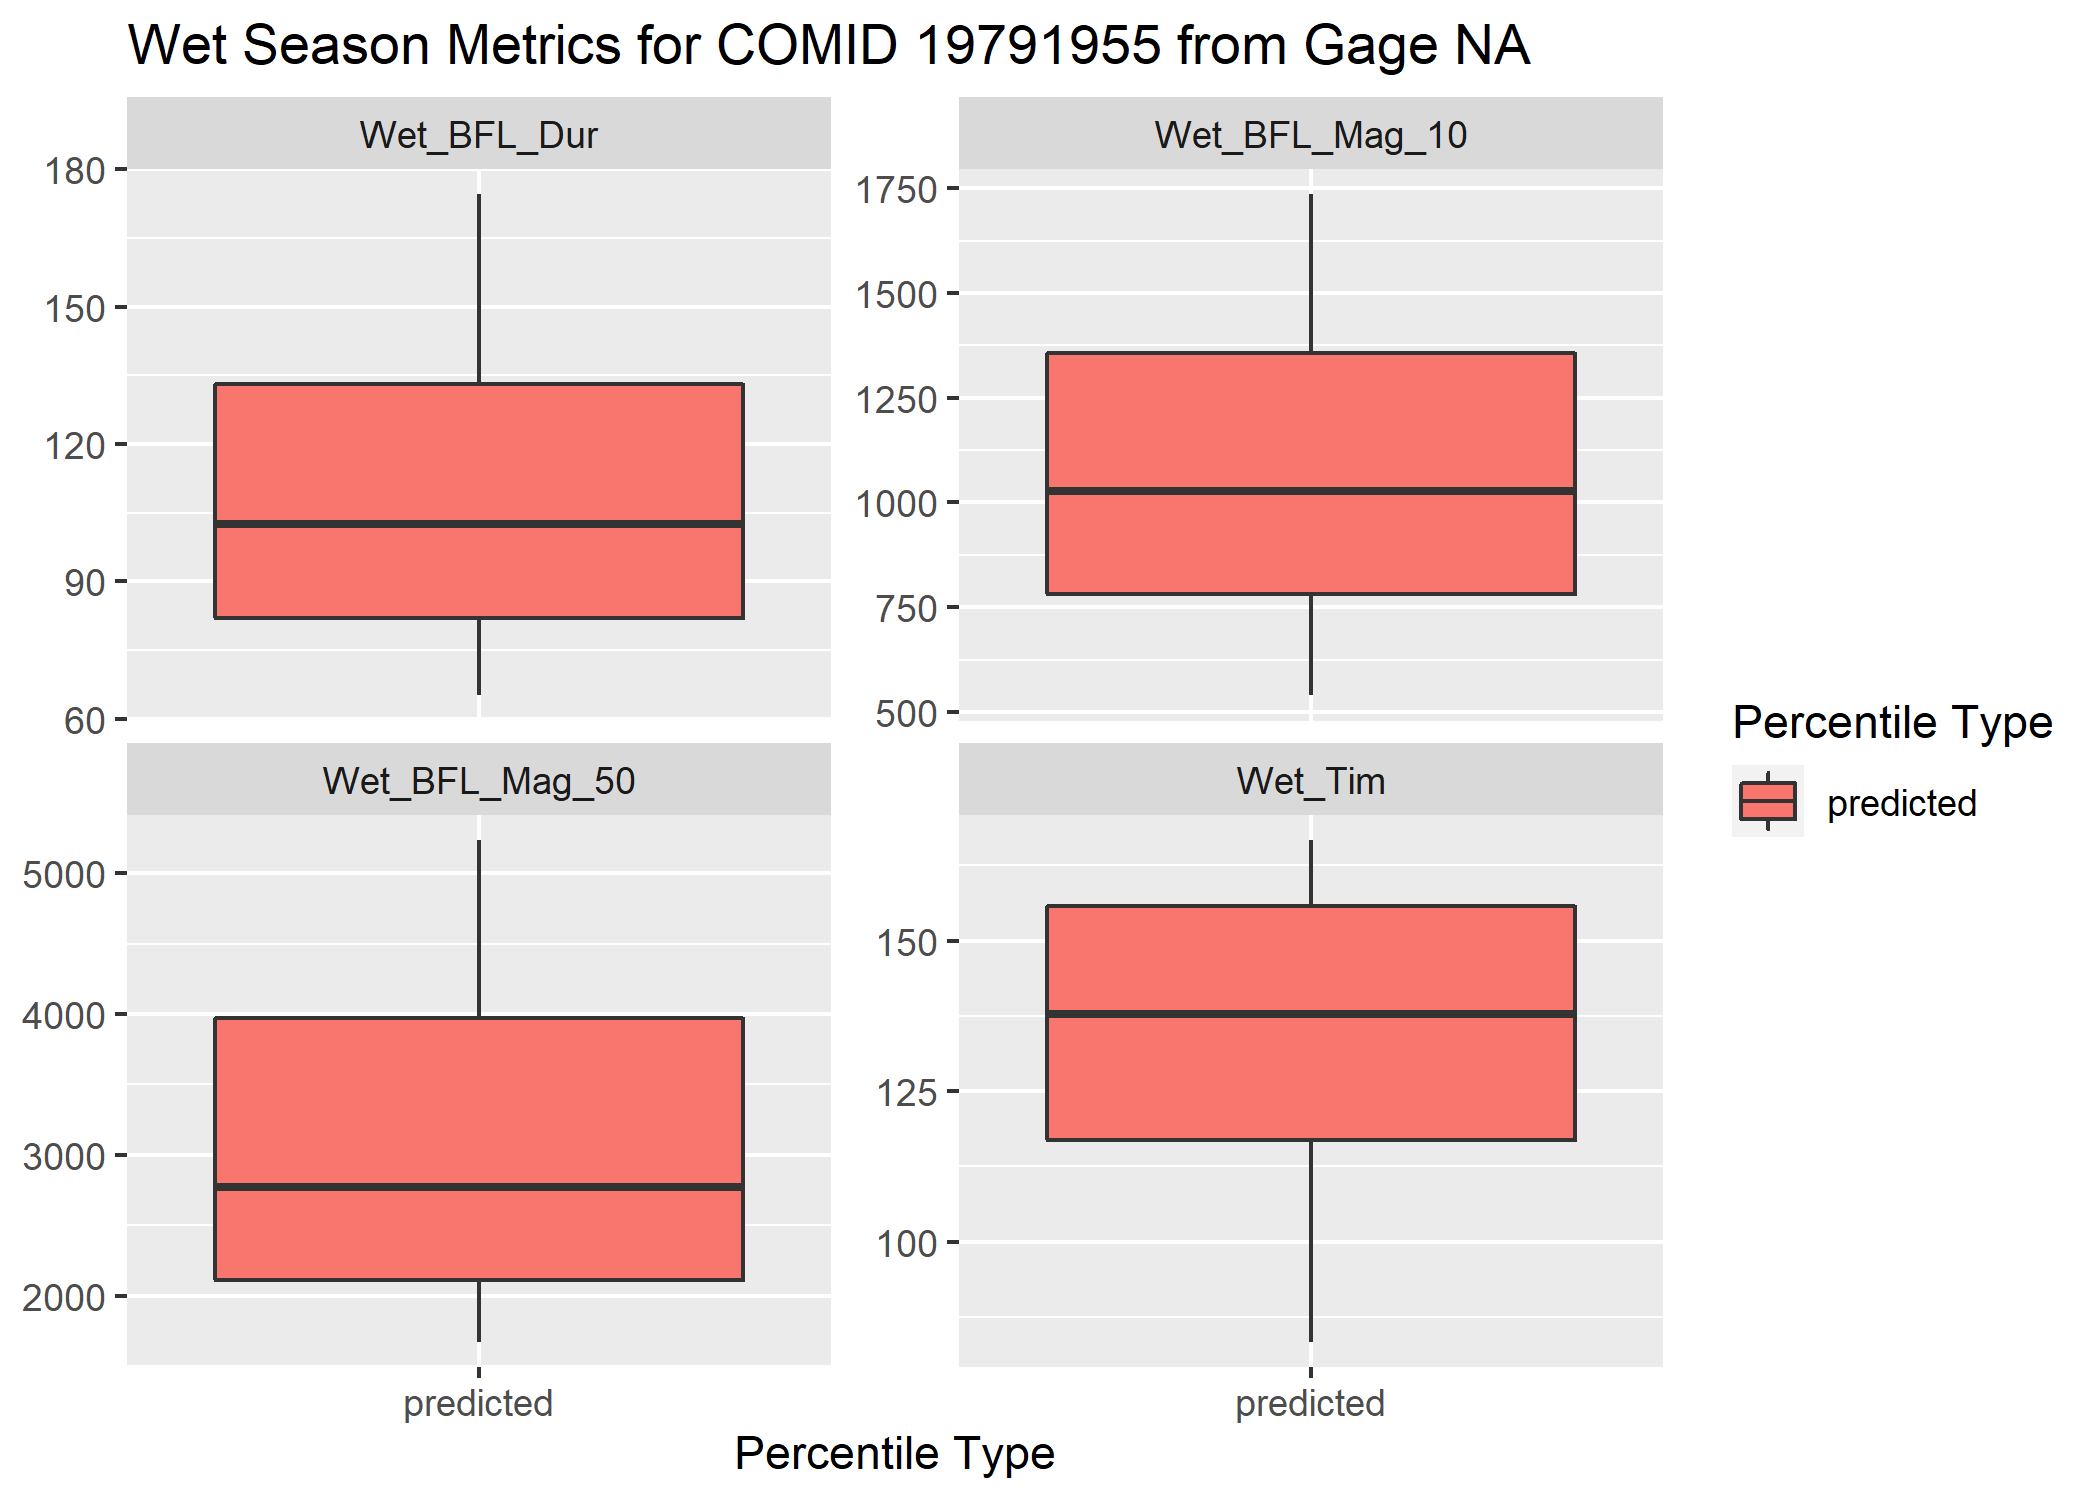 Wet Season Metrics for COMID 19791955 from Gage NA
Wet_BFL_Dur
180
150
120
90
60
Wet_BFL_Mag_10
1750
1500
1250
1000
750
500
Wet_BFL_Mag_50
5000
4000
3000
2000
predicted
Wet_Tim
150
125
100
predicted
Percentile Type
Percentile Type
predicted